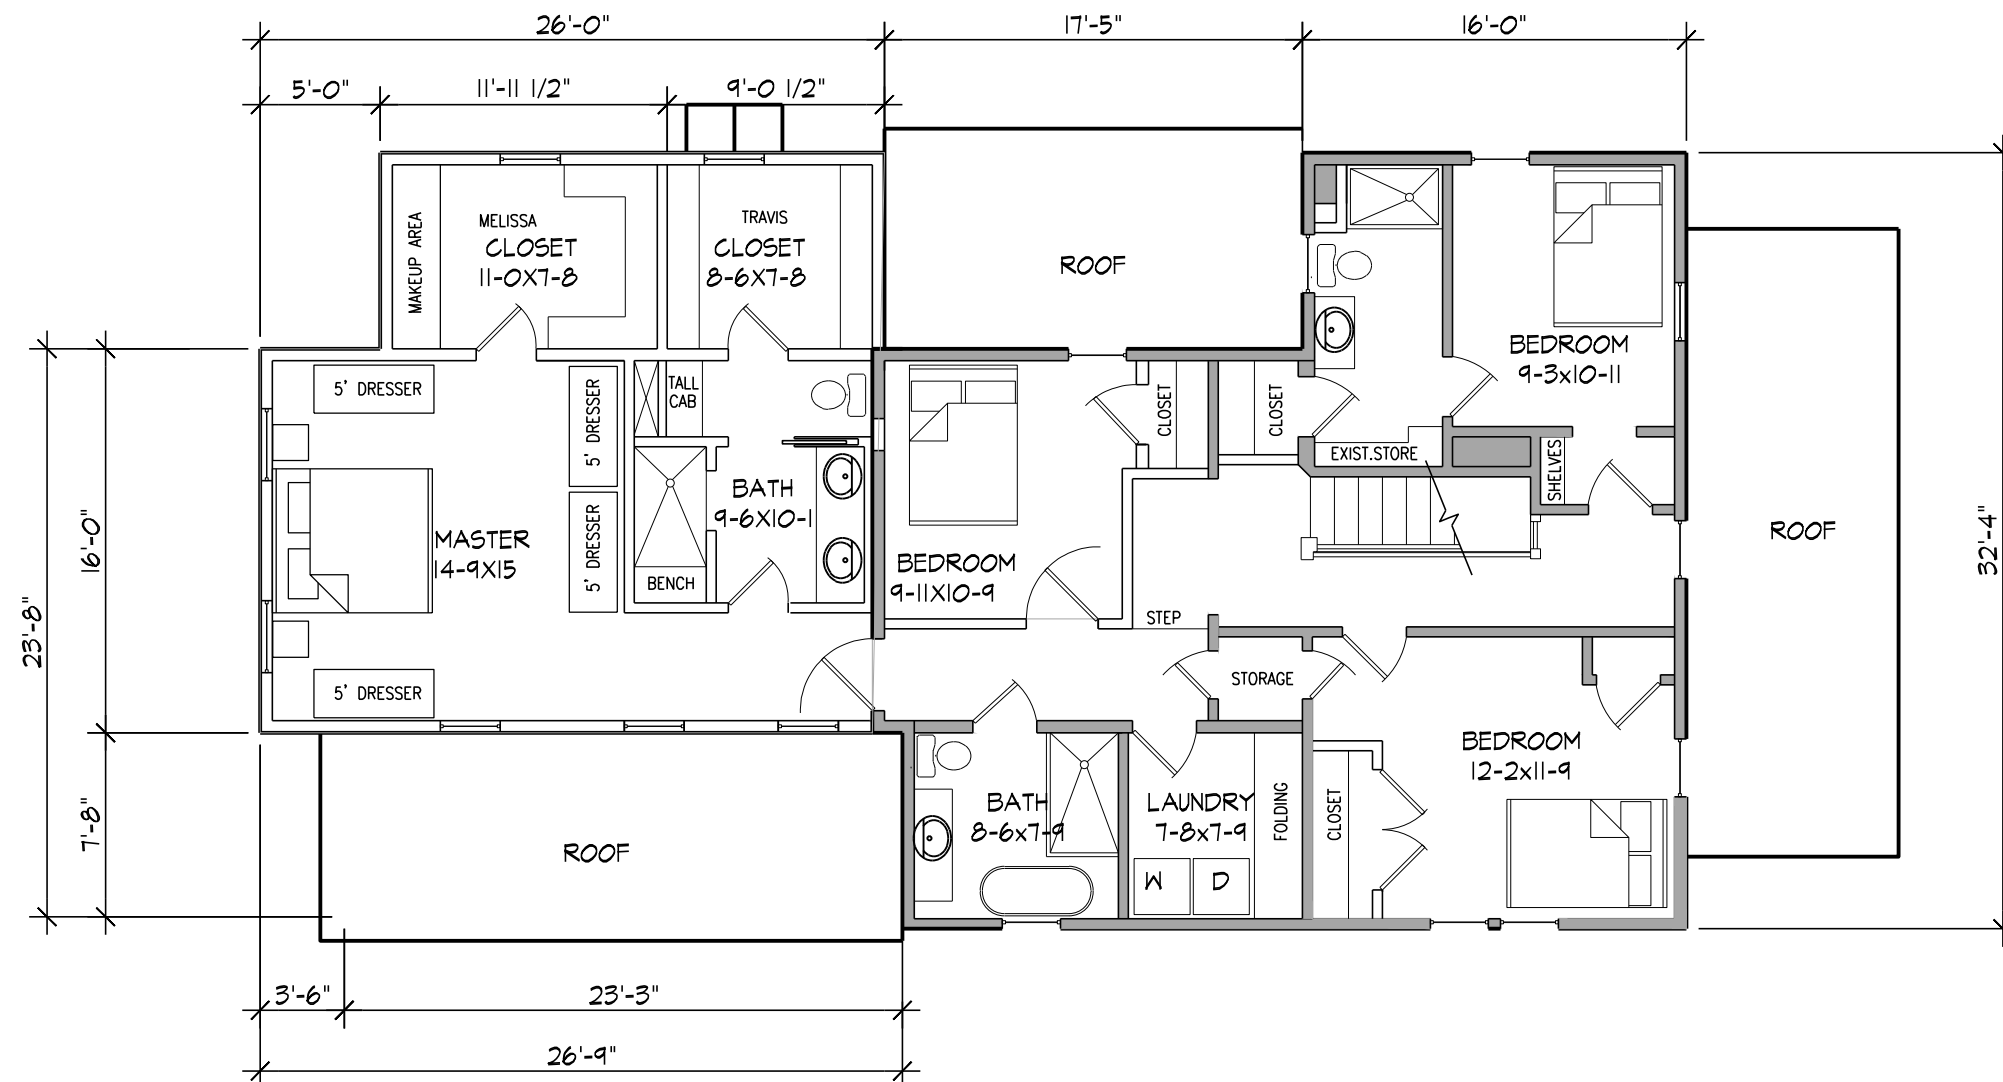 26'-0"
17'-5"
16'-0"
5'-0"
11'-11 1/2"
9'-0 1/2"
MAKEUP AREA
MELISSA
CLOSET
11-0X7-8
TRAVIS
CLOSET
8-6X7-8
ROOF
BEDROOM
9-3x10-11
5' DRESSER
5' DRESSER
TALL
CAB
CLOSET
CLOSET
EXIST.STORE
SHELVES
BATH
9-6X10-1
MASTER
14-9X15
5' DRESSER
BENCH
BEDROOM
9-11X10-9
STEP
ROOF
16'-0"
23'-8"
32'-4"
5' DRESSER
STORAGE
BEDROOM
12-2x11-9
BATH
8-6x7-9
LAUNDRY
7-8x7-9
FOLDING
CLOSET
W
D
ROOF
7'-8"
3'-6"
23'-3"
26'-9"